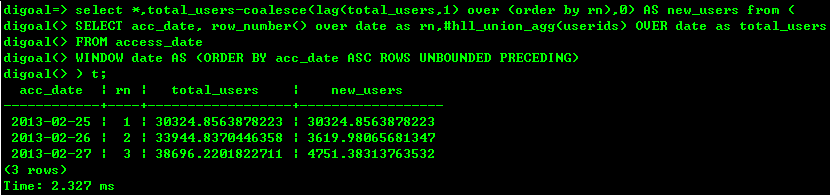 digoal=> select *,total_users-coalesce(lag(total_users,1) over (order by rn),0) AS new_users from (
digoal(> SELECT acc_date, row_number() over date as rn,#hll_union_agg(userids) OVER date as total_users
digoal(> FROM access_date
digoal(> WINDOW date AS (ORDER BY acc_date ASC ROWS UNBOUNDED PRECEDING)
digoal(> ) t;
  acc_date  | rn |   total_users    |    new_users
------------+----+------------------+------------------
 2013-02-25 |  1 | 30324.8563878223 | 30324.8563878223
 2013-02-26 |  2 | 33944.8370446358 | 3619.98065681347
 2013-02-27 |  3 | 38696.2201822711 | 4751.38313763532
(3 rows)
Time: 2.327 ms